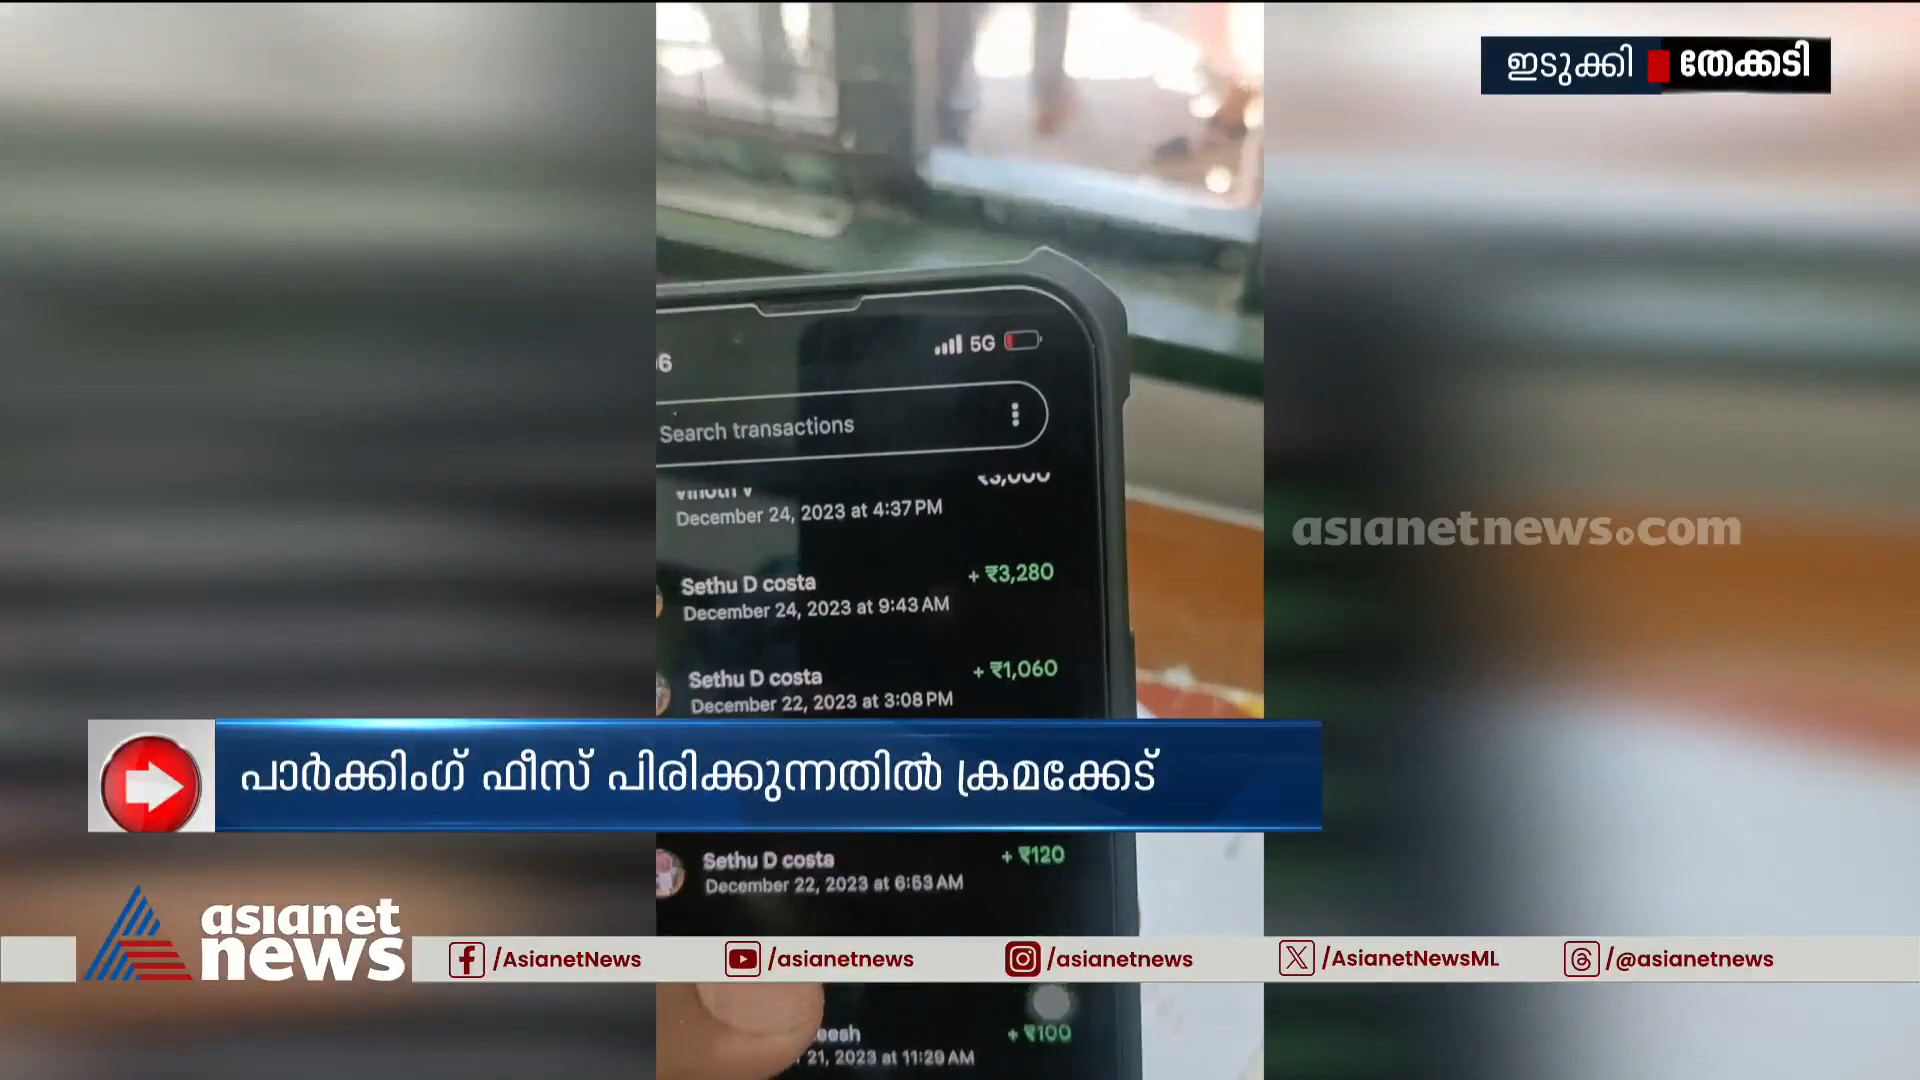 ഇടുക്കി തേക്കടി
5G
Search transactions
December 24, 2023 at 4:37 PM
Sethu D costa + ₹3,280
December 24, 2023 at 9:43 AM
Sethu D costa + ₹1,060
December 22, 2023 at 3:08 PM
asianetnews.com
പാർക്കിംഗ് ഫീസ് പിരിക്കുന്നതിൽ ക്രമക്കേട്
Sethu D costa + ₹120
December 22, 2023 at 6:53 AM
asianet
news
/AsianetNews /asianetnews /asianetnews /AsianetNewsML /@asianetnews
+ ₹100
21, 2023 at 11:29 AM